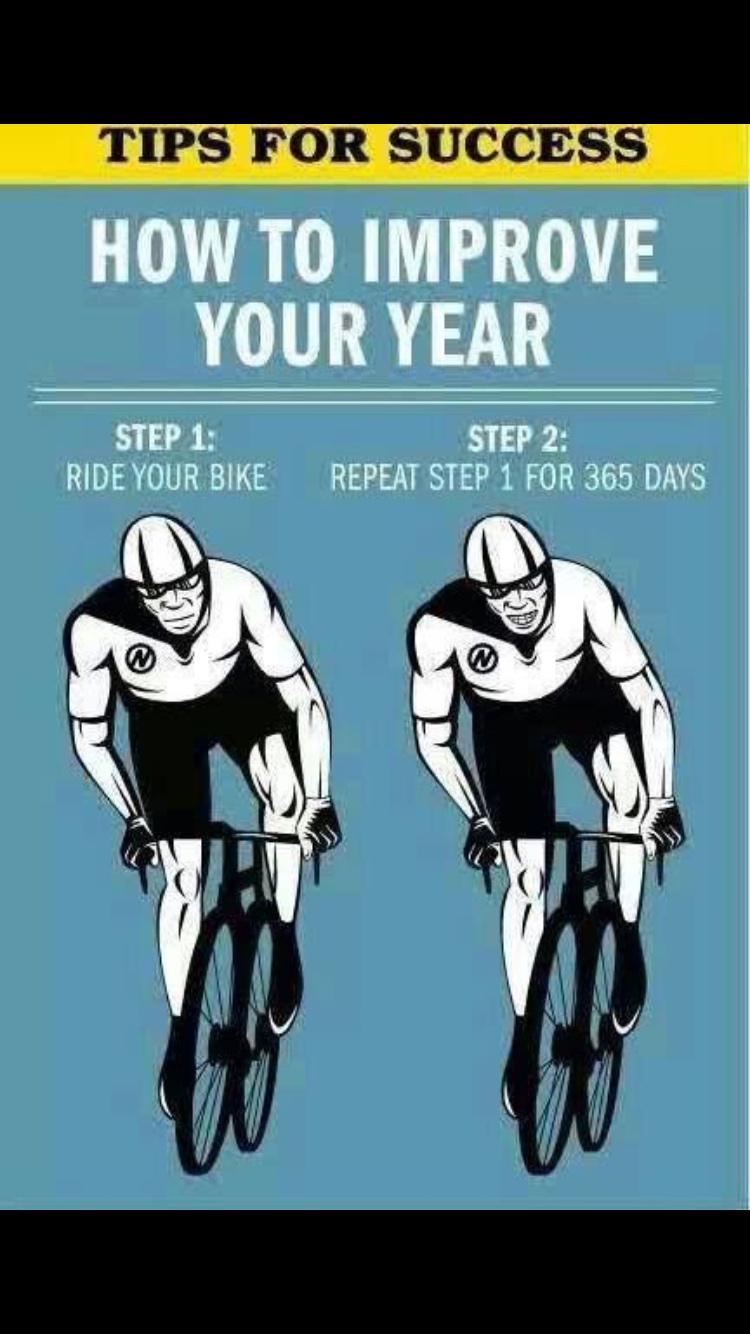 TIPS FOR SUCCESS
HOW TO IMPROVE
YOUR YEAR
STEP 1:
RIDE YOUR BIKE
STEP 2:
REPEAT STEP 1 FOR 365 DAYS
N
N